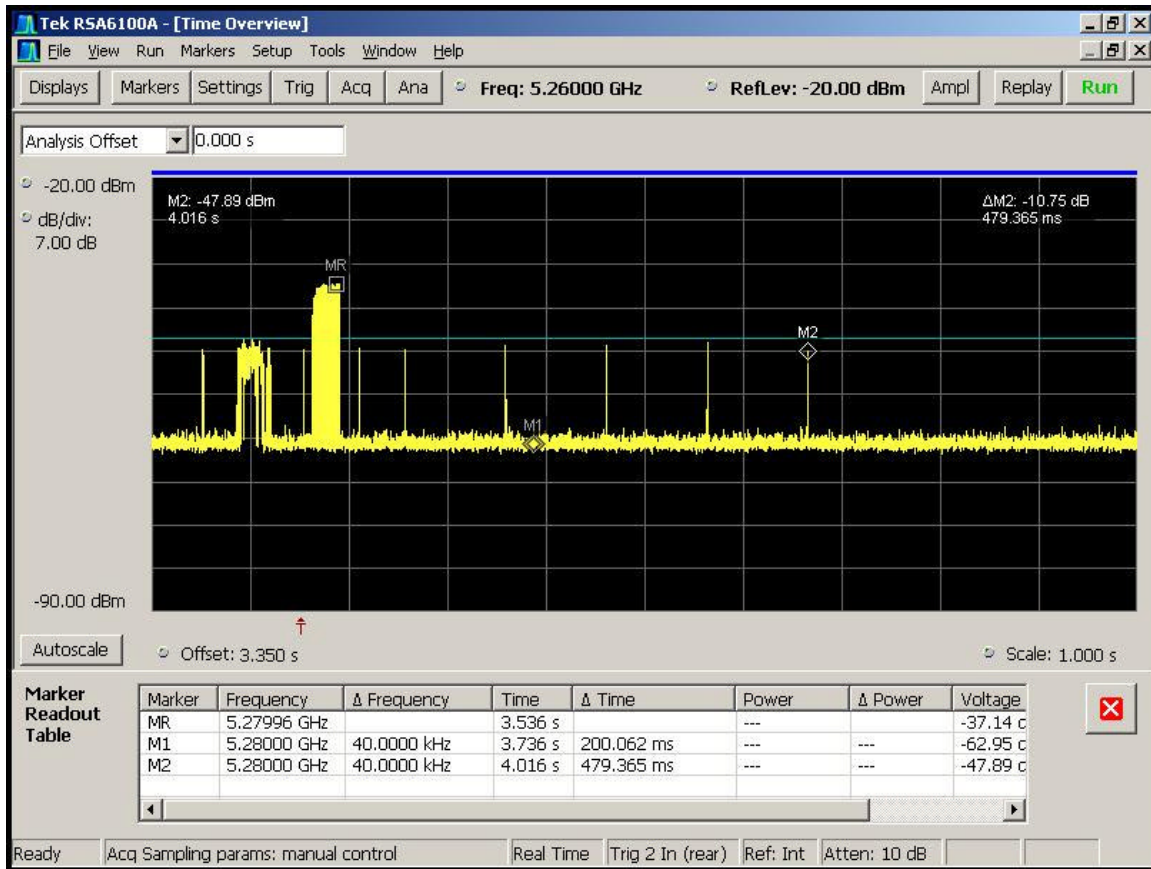 Tek RSA6100A - [Time Overview]
File View Run Markers Setup Tools Window Help
Displays Markers Settings Trig Acq Ana Freq: 5.26000 GHz RefLev: -20.00 dBm Ampl Replay Run
Analysis Offset 0.000 s
-20.00 dBm
dB/div:
7.00 dB
M2: -47.89 dBm
4.016 s
ΔM2: -10.75 dB
479.365 ms
MR
M2
M1
-90.00 dBm
Autoscale Offset: 3.350 s Scale: 1.000 s
Marker
Readout
Table
Marker Frequency Δ Frequency Time Δ Time Power Δ Power Voltage
MR 5.27996 GHz 3.536 s --- -37.14 c
M1 5.28000 GHz 40.0000 kHz 3.736 s 200.062 ms --- --- -62.95 c
M2 5.28000 GHz 40.0000 kHz 4.016 s 479.365 ms --- --- -47.89 c
Ready Acq Sampling params: manual control Real Time Trig 2 In (rear) Ref: Int Atten: 10 dB